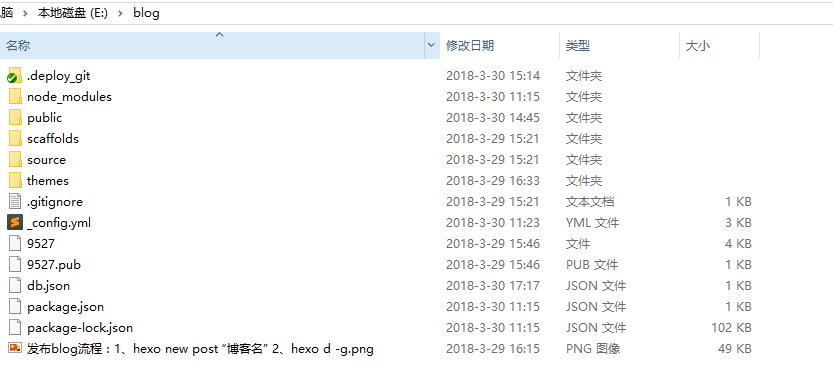 脑 › 本地磁盘 (E:) › blog
名称 修改日期 类型 大小
.deploy_git 2018-3-30 15:14 文件夹
node_modules 2018-3-30 11:15 文件夹
public 2018-3-30 14:45 文件夹
scaffolds 2018-3-29 15:21 文件夹
source 2018-3-29 15:21 文件夹
themes 2018-3-29 16:33 文件夹
.gitignore 2018-3-29 15:21 文本文档 1 KB
_config.yml 2018-3-30 11:23 YML 文件 3 KB
9527 2018-3-29 15:46 文件 4 KB
9527.pub 2018-3-29 15:46 PUB 文件 1 KB
db.json 2018-3-30 17:17 JSON 文件 1 KB
package.json 2018-3-30 11:15 JSON 文件 1 KB
package-lock.json 2018-3-30 11:15 JSON 文件 102 KB
发布blog流程：1、hexo new post “博客名” 2、hexo d -g.png 2018-3-29 16:15 PNG 图像 49 KB